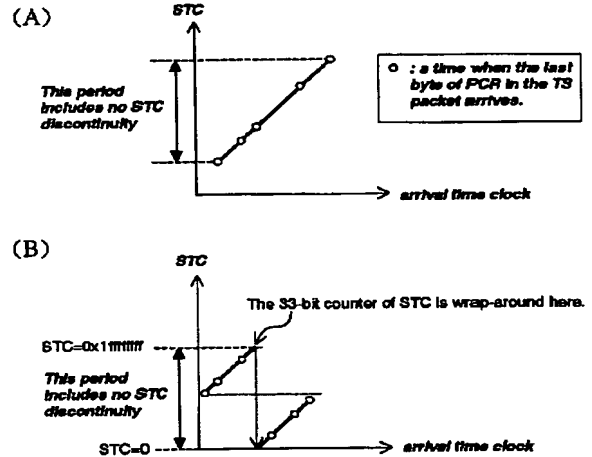 (A)
STC
This period
includes no STC
discontinuity
o : a time when the last
byte of PCR in the TS
packet arrives.
arrival time clock
(B)
STC
The 33-bit counter of STC is wrap-around here.
STC=0x1ffffffff
This period
includes no STC
discontinuity
STC=0
arrival time clock